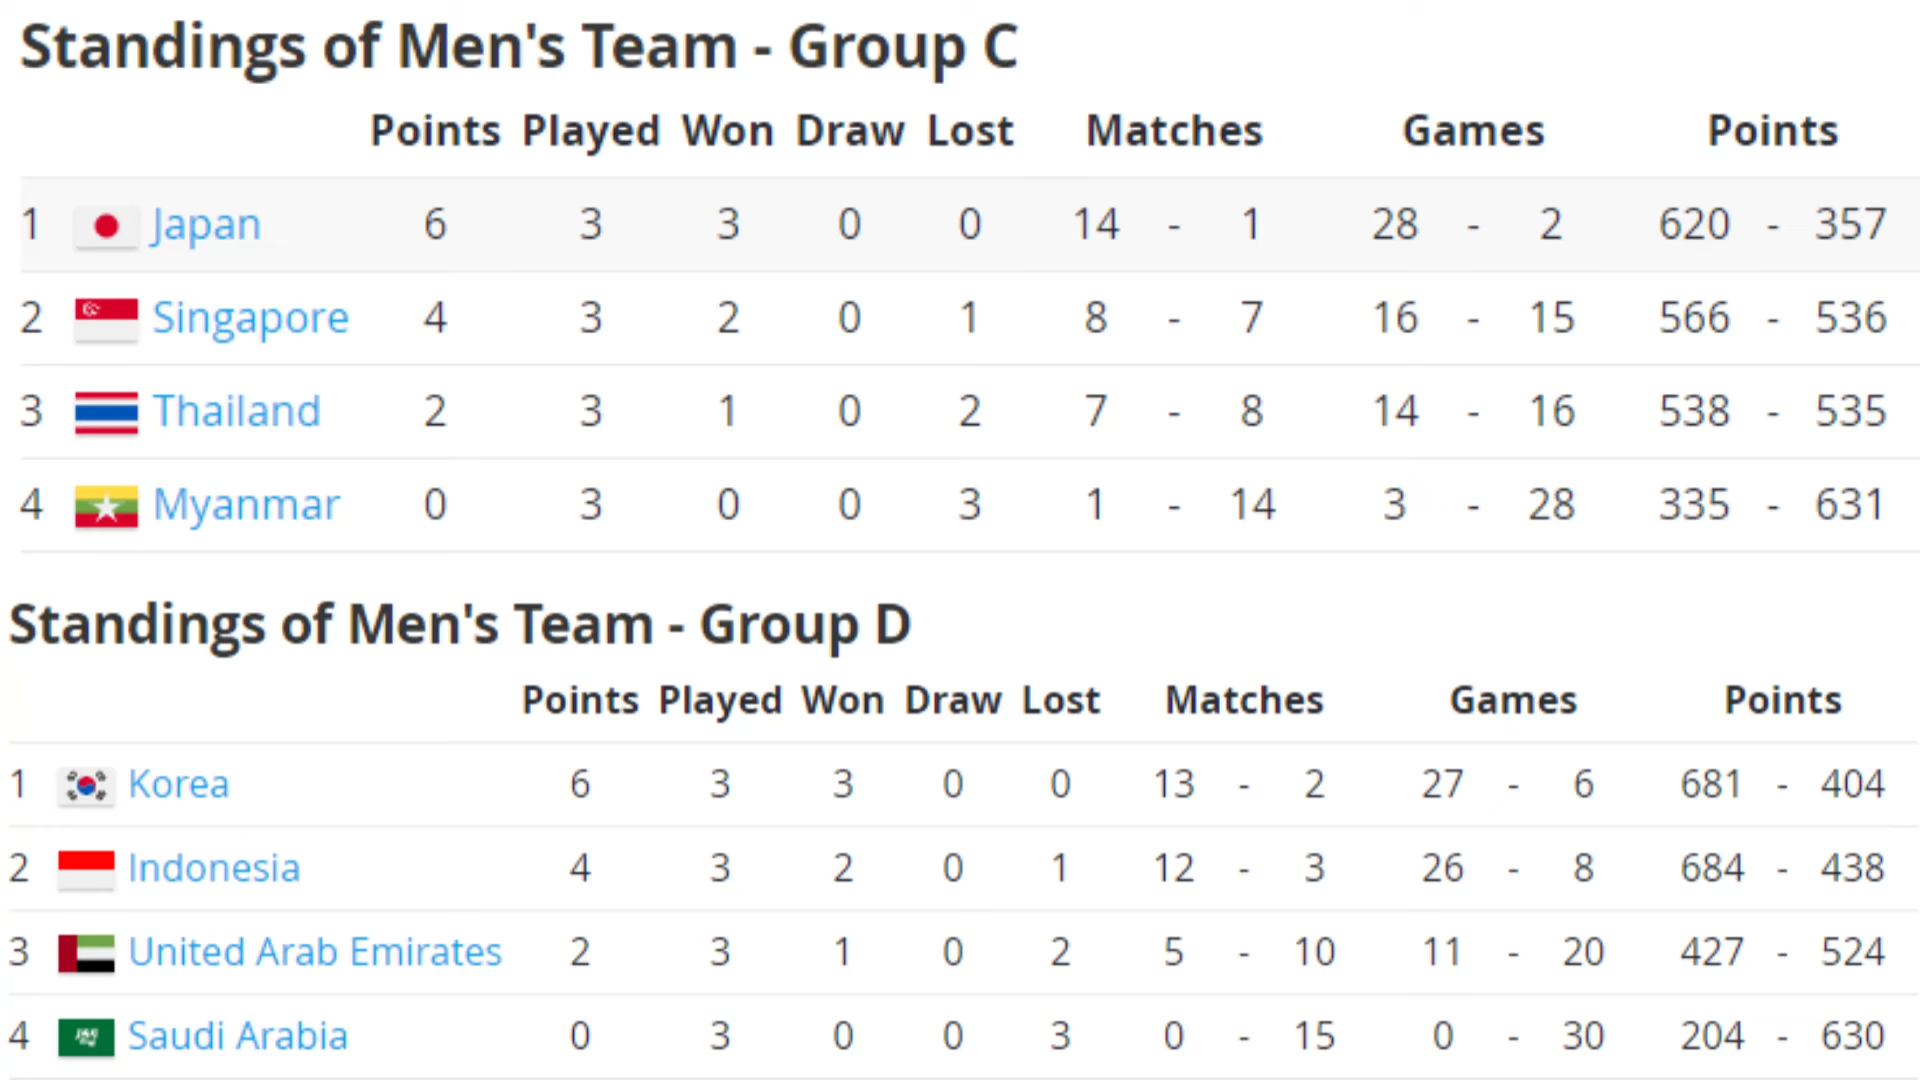 Standings of Men's Team - Group C
Points Played Won Draw Lost Matches Games Points
1 Japan 6 3 3 0 0 14 - 1 28 - 2 620 - 357
2 Singapore 4 3 2 0 1 8 - 7 16 - 15 566 - 536
3 Thailand 2 3 1 0 2 7 - 8 14 - 16 538 - 535
4 Myanmar 0 3 0 0 3 1 - 14 3 - 28 335 - 631
Standings of Men's Team - Group D
Points Played Won Draw Lost Matches Games Points
1 Korea 6 3 3 0 0 13 - 2 27 - 6 681 - 404
2 Indonesia 4 3 2 0 1 12 - 3 26 - 8 684 - 438
3 United Arab Emirates 2 3 1 0 2 5 - 10 11 - 20 427 - 524
4 Saudi Arabia 0 3 0 0 3 0 - 15 0 - 30 204 - 630